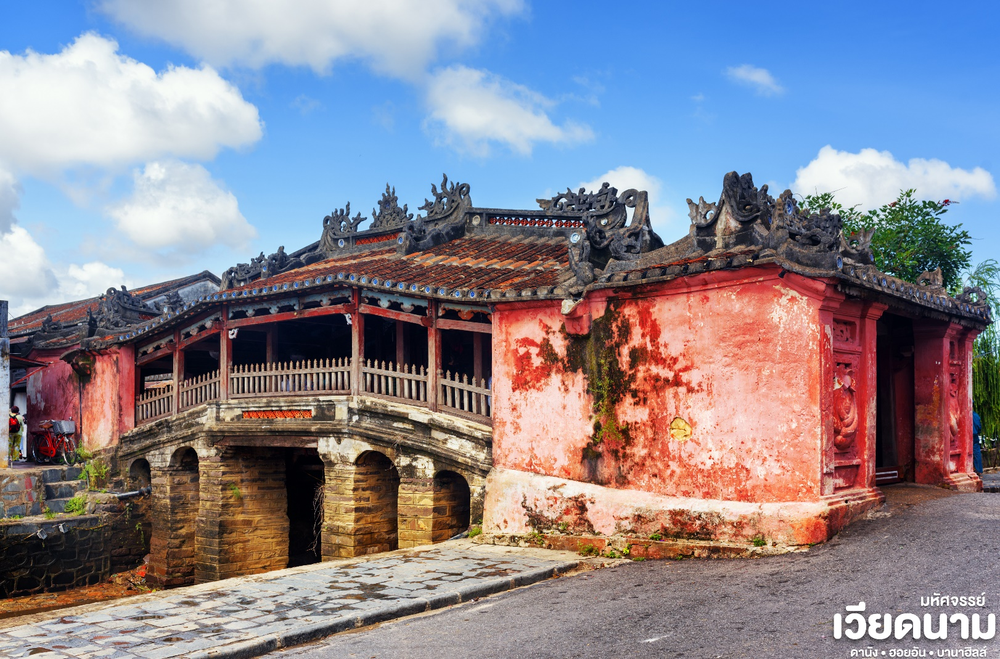 มหัศจรรย์
เวียดนาม
ดานัง • ฮอยอัน • บานาฮิลส์